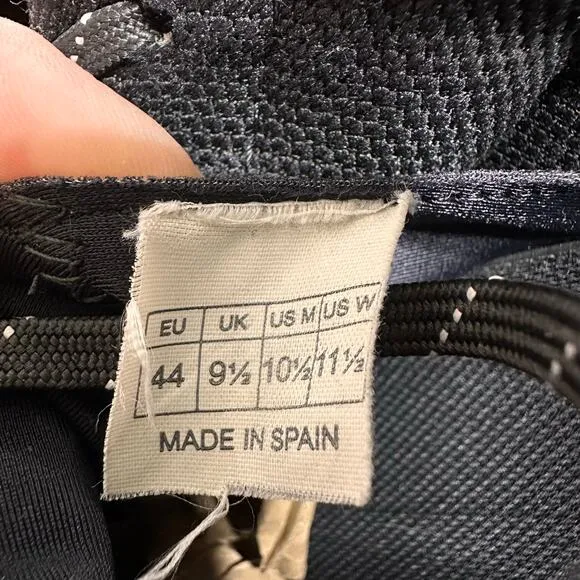 EU UK US M US W
44 9½ 10½ 11½
MADE IN SPAIN